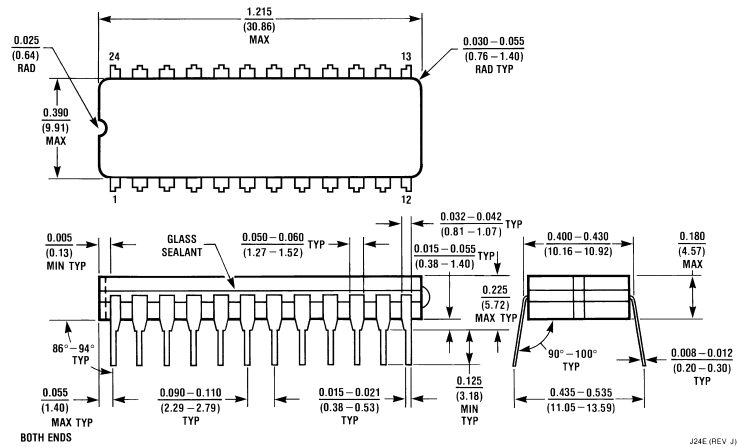 1.215
(30.86)
MAX
0.025
(0.64)
RAD
24
13
0.030 – 0.055
(0.76 – 1.40)
RAD TYP
0.390
(9.91)
MAX
1
12
0.005
(0.13)
MIN TYP
GLASS
SEALANT
0.050 – 0.060
(1.27 – 1.52)
TYP
0.032 – 0.042
(0.81 – 1.07)
TYP
0.015 – 0.055
(0.38 – 1.40)
TYP
0.225
(5.72)
MAX TYP
0.400 – 0.430
(10.16 – 10.92)
0.180
(4.57)
MAX
86° – 94°
TYP
90° – 100°
TYP
0.008 – 0.012
(0.20 – 0.30)
TYP
0.055
(1.40)
MAX TYP
BOTH ENDS
0.090 – 0.110
(2.29 – 2.79)
TYP
0.015 – 0.021
(0.38 – 0.53)
TYP
0.125
(3.18)
MIN
TYP
0.435 – 0.535
(11.05 – 13.59)
J24E (REV J)